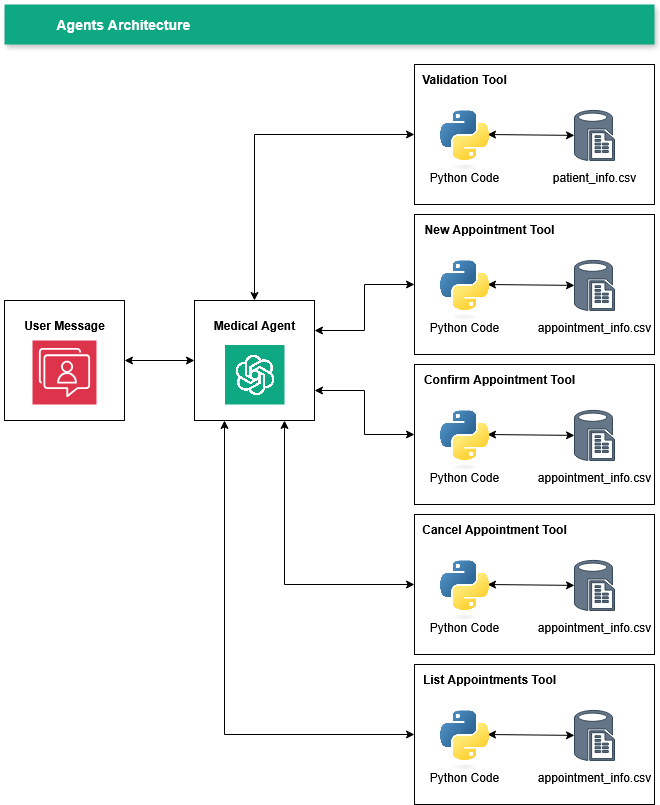 Agents Architecture
Validation Tool
Python Code
patient_info.csv
New Appointment Tool
Python Code
appointment_info.csv
User Message
Medical Agent
Confirm Appointment Tool
Python Code
appointment_info.csv
Cancel Appointment Tool
Python Code
appointment_info.csv
List Appointments Tool
Python Code
appointment_info.csv